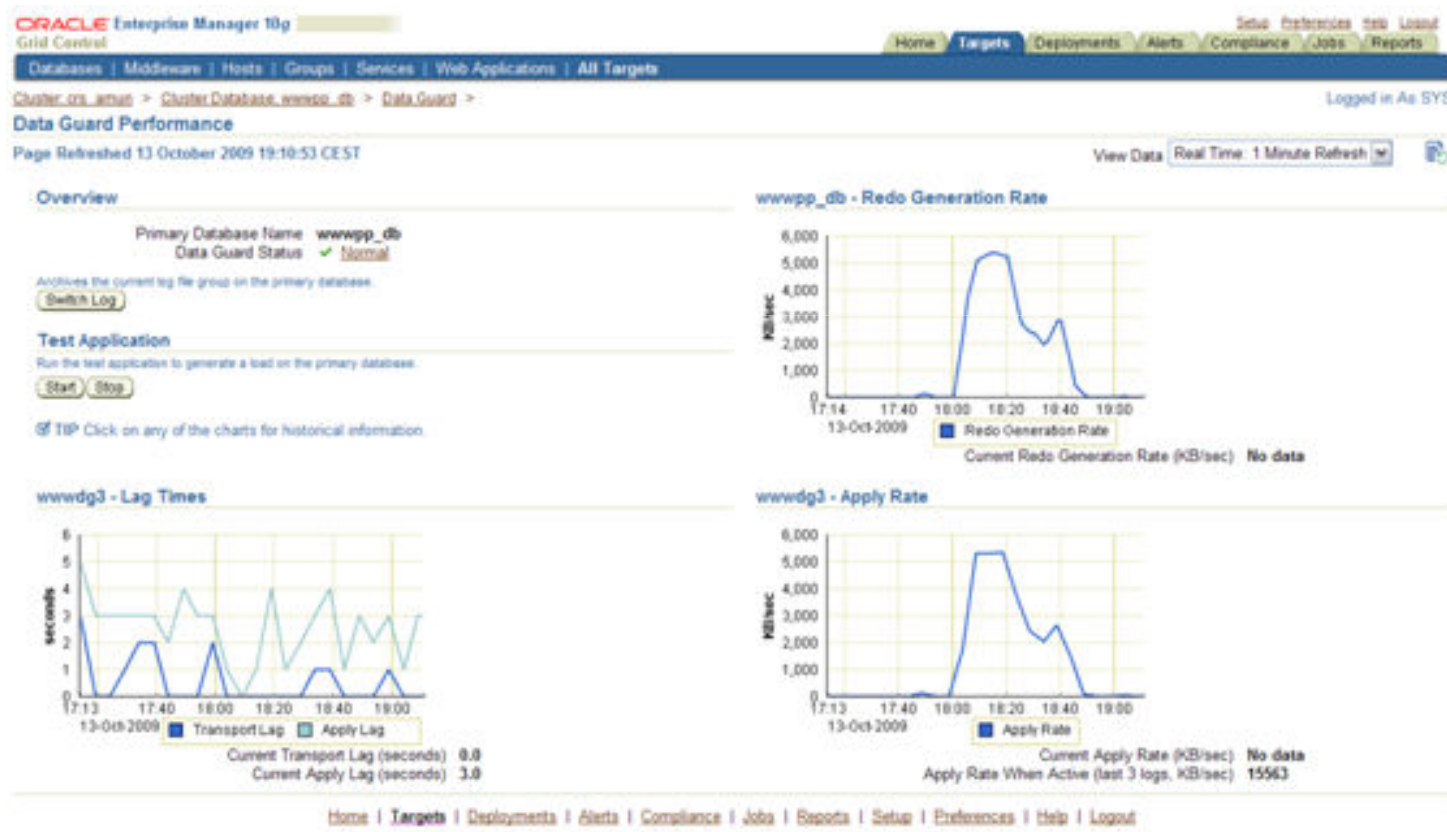 ORACLE Enterprise Manager 10g
Grid Control
Setup Preferences Help Logout
Home Targets Deployments Alerts Compliance Jobs Reports
Databases | Middleware | Hosts | Groups | Services | Web Applications | All Targets
Cluster: crs_amun > Cluster Database: wwwpp_db > Data Guard >
Logged in As SYS
Data Guard Performance
Page Refreshed 13 October 2009 19:10:53 CEST
View Data Real Time: 1 Minute Refresh
Overview
Primary Database Name wwwpp_db
Data Guard Status Normal
Archives the current log file group on the primary database.
Switch Log
Test Application
Run the test application to generate a load on the primary database.
Start Stop
TIP Click on any of the charts for historical information.
wwwpp_db - Redo Generation Rate
6,000
5,000
4,000
3,000
2,000
1,000
0
KB/sec
17:14 17:40 18:00 18:20 18:40 19:00
13-Oct-2009
Redo Generation Rate
Current Redo Generation Rate (KB/sec) No data
wwwdg3 - Lag Times
6
5
4
3
2
1
0
seconds
17:13 17:40 18:00 18:20 18:40 19:00
13-Oct-2009
Transport Lag Apply Lag
Current Transport Lag (seconds) 0.0
Current Apply Lag (seconds) 3.0
wwwdg3 - Apply Rate
6,000
5,000
4,000
3,000
2,000
1,000
0
KB/sec
17:13 17:40 18:00 18:20 18:40 19:00
13-Oct-2009
Apply Rate
Current Apply Rate (KB/sec) No data
Apply Rate When Active (last 3 logs, KB/sec) 15563
Home | Targets | Deployments | Alerts | Compliance | Jobs | Reports | Setup | Preferences | Help | Logout